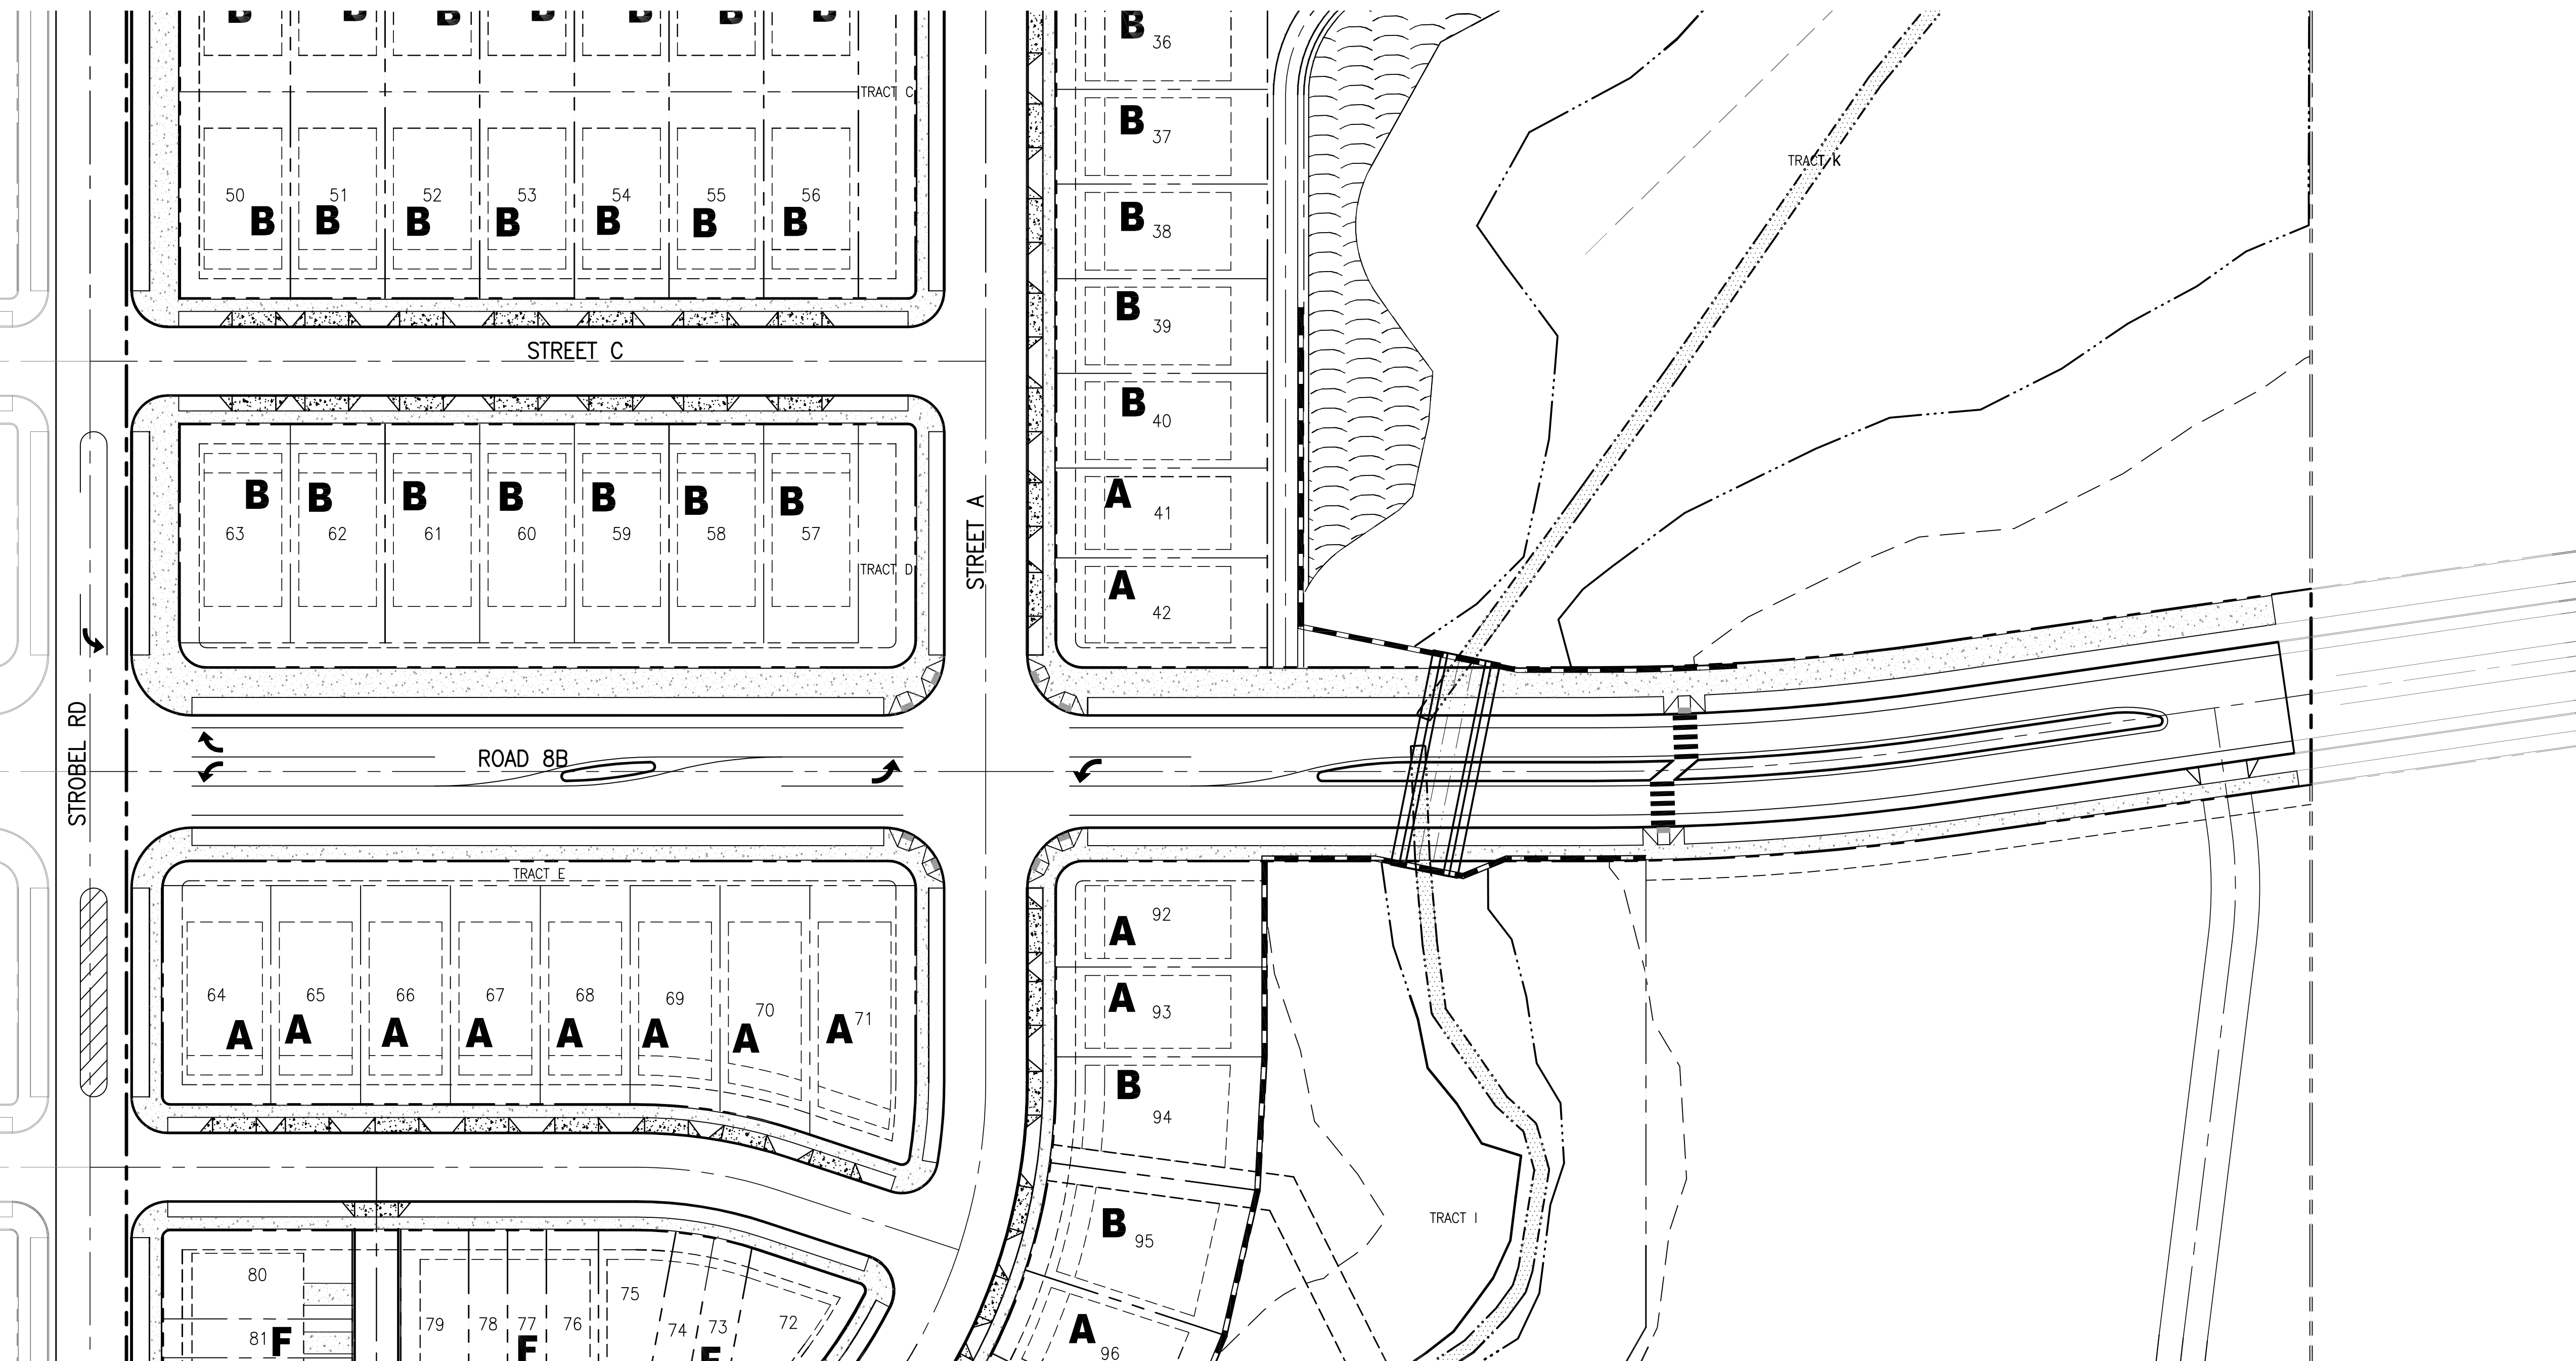 B B B B B B B
B 36
TRACT C
B 37
TRACT K
50 51 52 53 54 55 56
B B B B B B B
B 38
B 39
STREET C
B 40
B B B B B B B
63 62 61 60 59 58 57
A 41
STREET A
TRACT D
A 42
STROBEL RD
ROAD 8B
TRACT E
A 92
64 65 66 67 68 69 70 71
A A A A A A A A
A 93
B 94
TRACT I
B 95
80
81 F
79 78 77 76 75 74 73 72
F
F
A 96